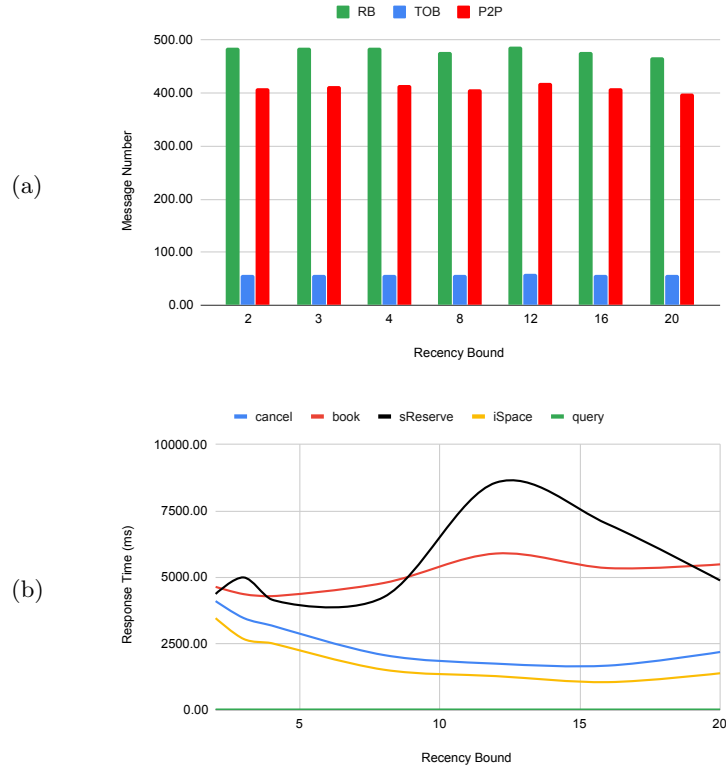 RB TOB P2P
500.00
400.00
300.00
200.00
100.00
0.00
Message Number
(a)
2 3 4 8 12 16 20
Recency Bound
cancel book sReserve iSpace query
10000.00
7500.00
5000.00
2500.00
0.00
Response Time (ms)
(b)
5 10 15 20
Recency Bound